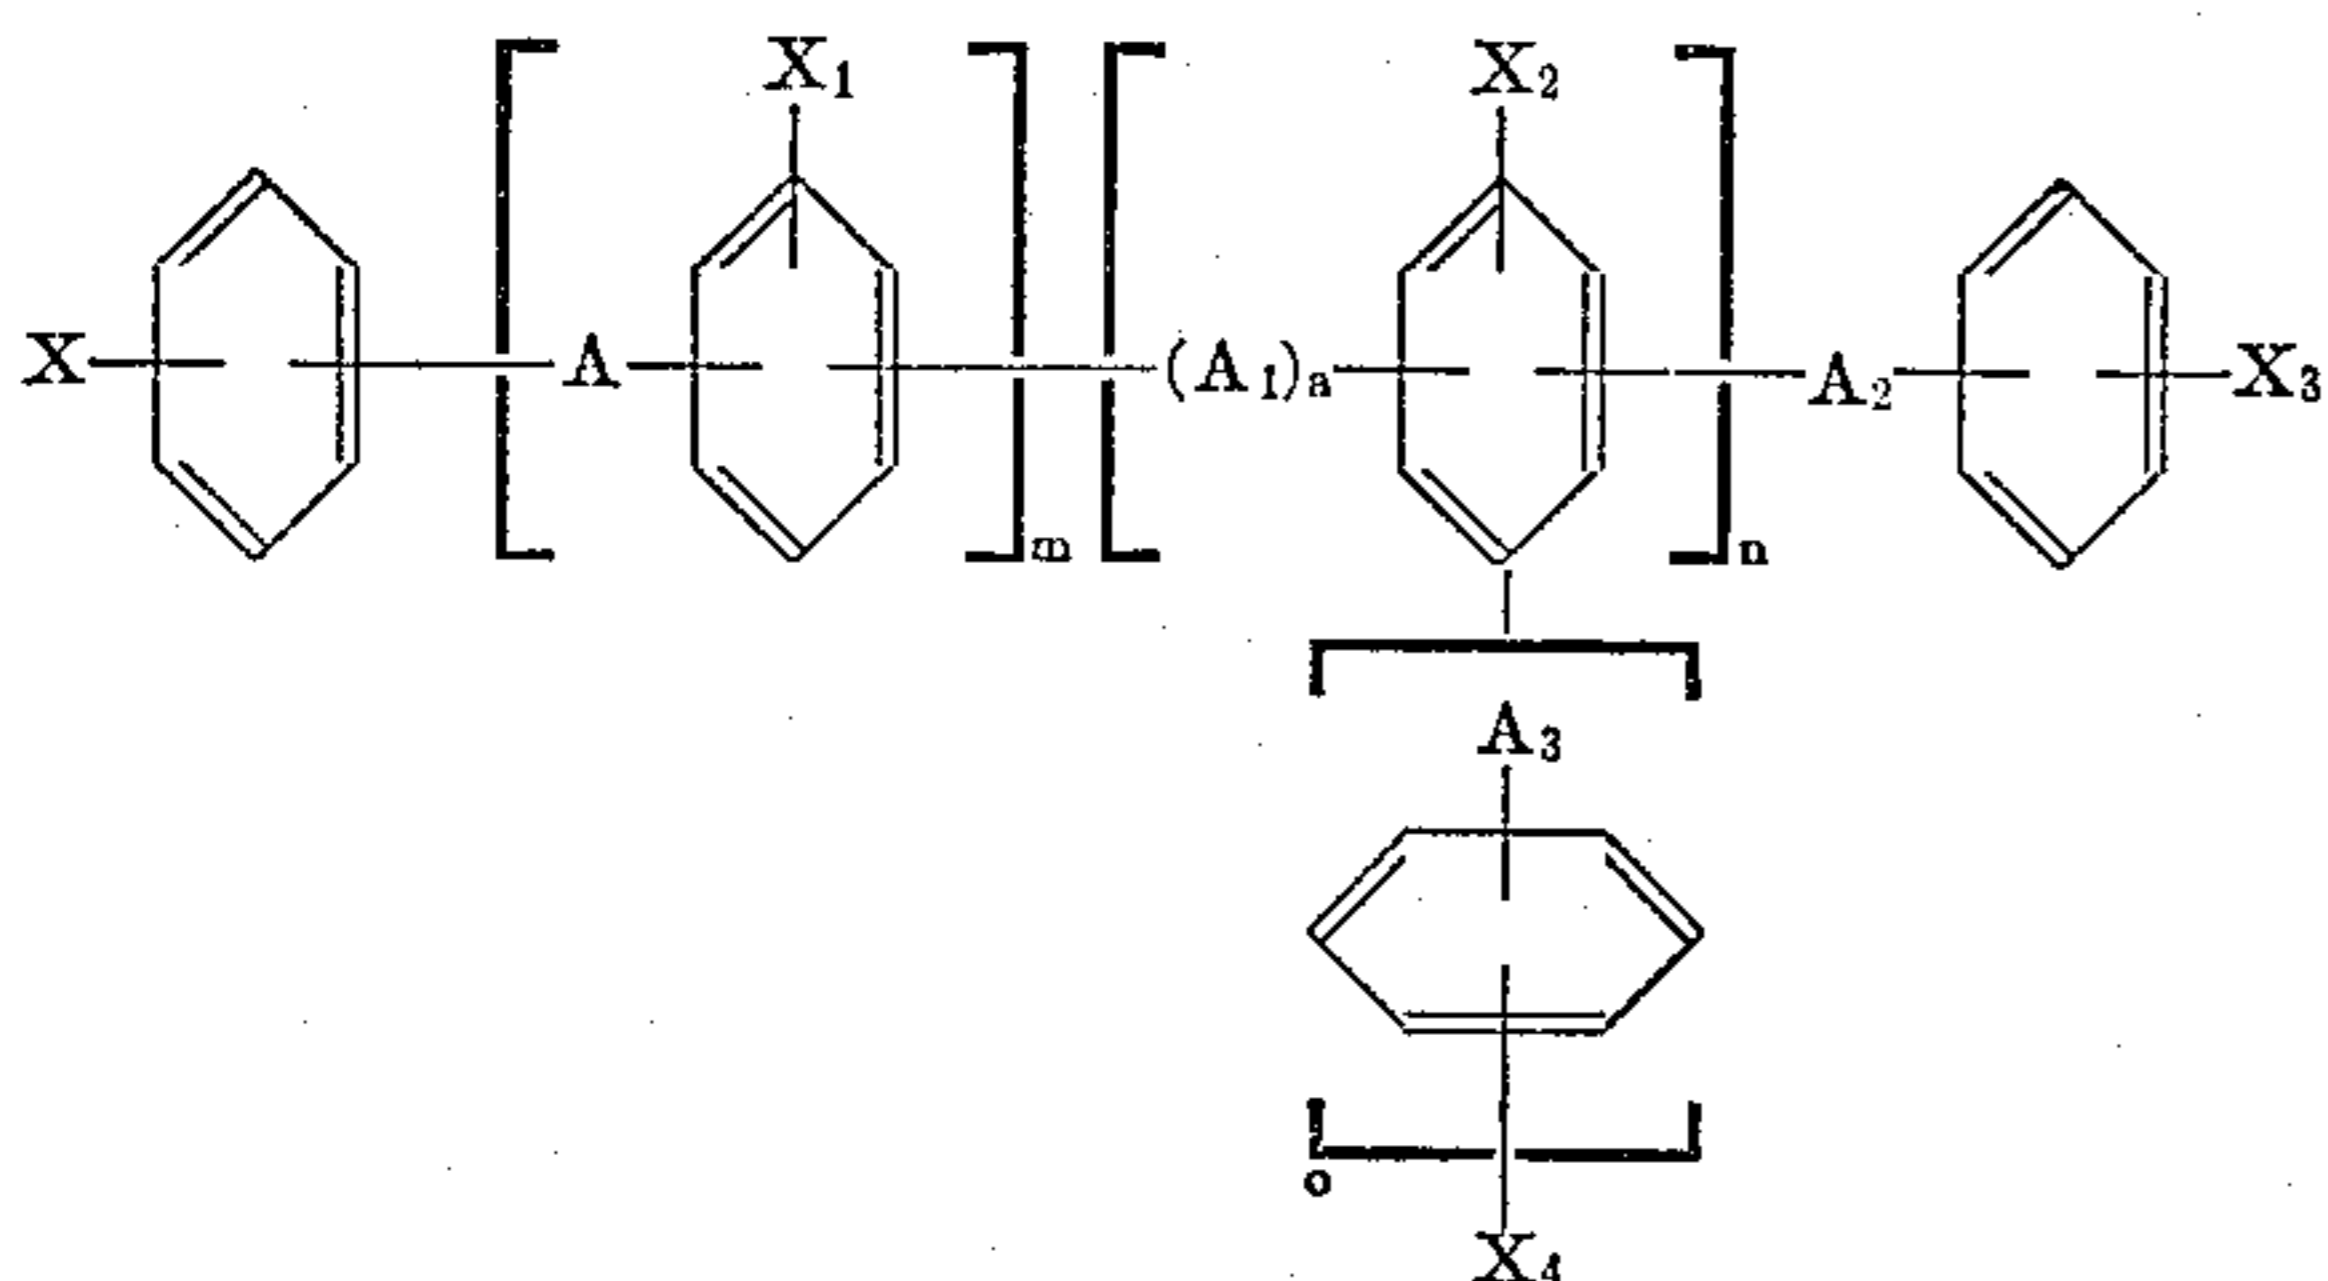 X₁ X₂
X A (A₁)ₐ A₂ X₃
m n
A₃
o
X₄